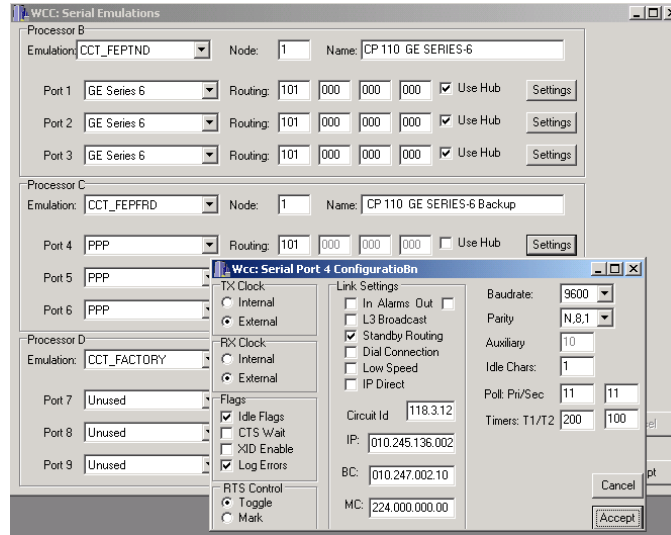 WCC: Serial Emulations
Processor B
Emulation: CCT_FEPTND Node: 1 Name: CP 110 GE SERIES-6
Port 1 GE Series 6 Routing: 101 000 000 000 Use Hub Settings
Port 2 GE Series 6 Routing: 101 000 000 000 Use Hub Settings
Port 3 GE Series 6 Routing: 101 000 000 000 Use Hub Settings
Processor C
Emulation: CCT_FEPFRD Node: 1 Name: CP 110 GE SERIES-6 Backup
Port 4 PPP Routing: 101 000 000 000 Use Hub Settings
Port 5 PPP
Port 6 PPP
Processor D
Emulation: CCT_FACTORY
Port 7 Unused
Port 8 Unused
Port 9 Unused
Wcc: Serial Port 4 ConfiguratioBn
TX Clock
Internal
External
RX Clock
Internal
External
Flags
Idle Flags
CTS Wait
XID Enable
Log Errors
RTS Control
Toggle
Mark
Link Settings
In Alarms Out
L3 Broadcast
Standby Routing
Dial Connection
Low Speed
IP Direct
Circuit Id 118.3.12
IP: 010.245.136.002
BC: 010.247.002.10
MC: 224.000.000.00
Baudrate: 9600
Parity N,8,1
Auxiliary 10
Idle Chars: 1
Poll: Pri/Sec 11 11
Timers: T1/T2 200 100
Cancel
Accept